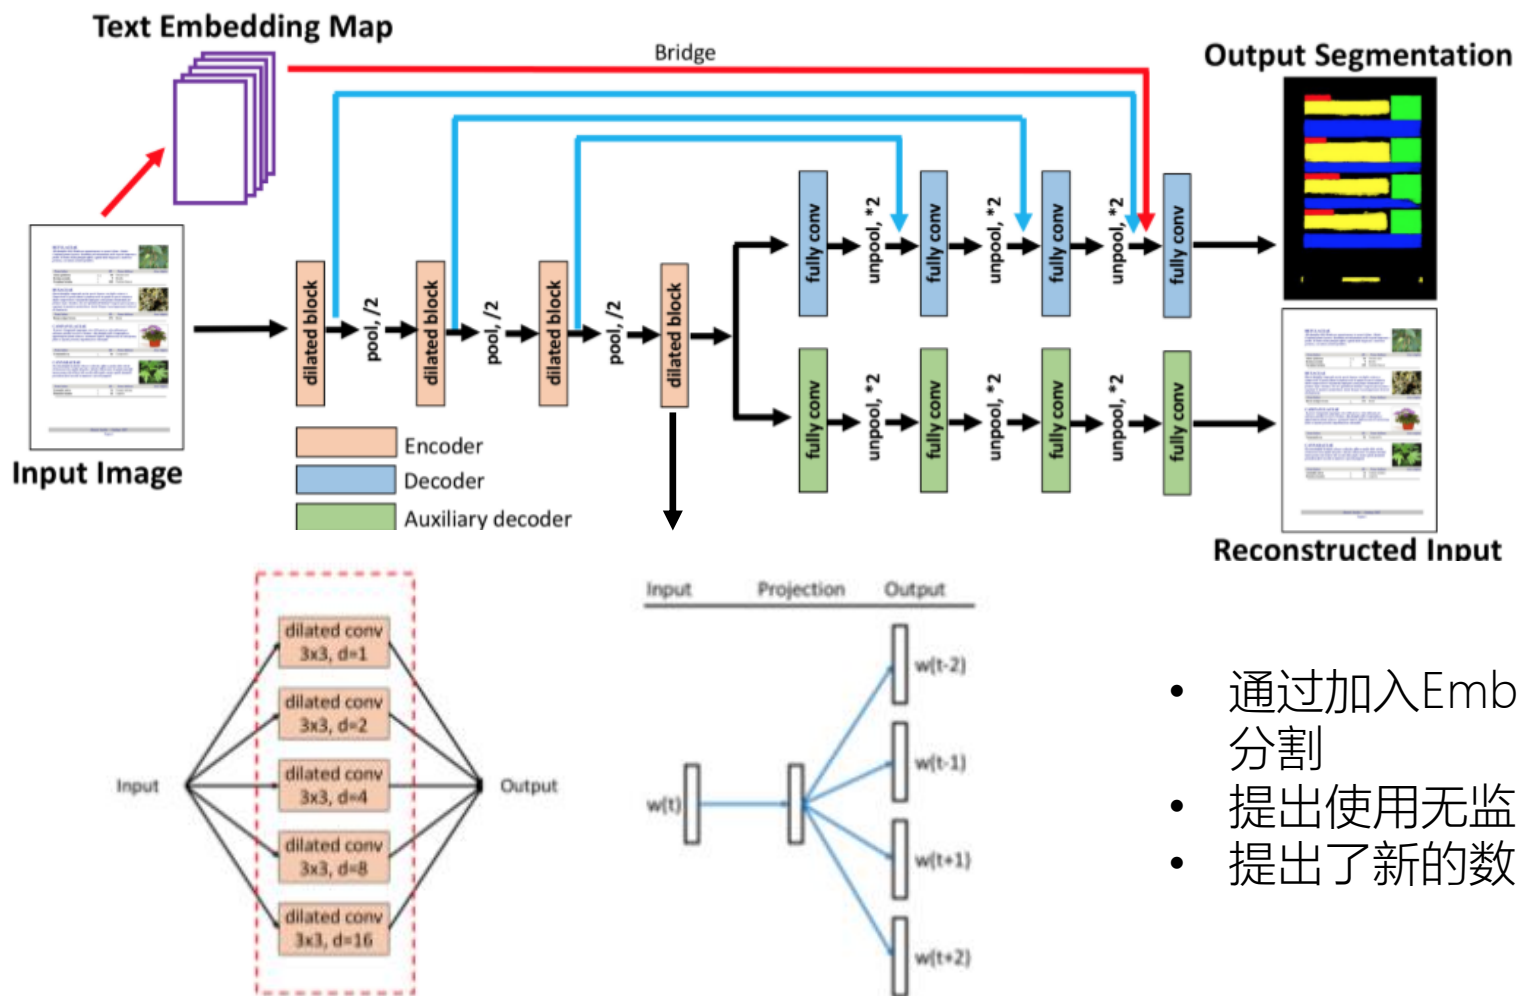 Text Embedding Map
Bridge
Output Segmentation
dilated block
pool, /2
dilated block
pool, /2
dilated block
pool, /2
dilated block
fully conv
unpool, *2
fully conv
unpool, *2
fully conv
unpool, *2
fully conv
fully conv
unpool, *2
fully conv
unpool, *2
fully conv
unpool, *2
fully conv
Input Image
Encoder
Decoder
Auxiliary decoder
Reconstructed Input
Input
dilated conv
3x3, d=1
dilated conv
3x3, d=2
dilated conv
3x3, d=4
dilated conv
3x3, d=8
dilated conv
3x3, d=16
Output
Input Projection Output
w(t)
w(t-2)
w(t-1)
w(t+1)
w(t+2)
• 通过加入Emb
分割
• 提出使用无监
• 提出了新的数